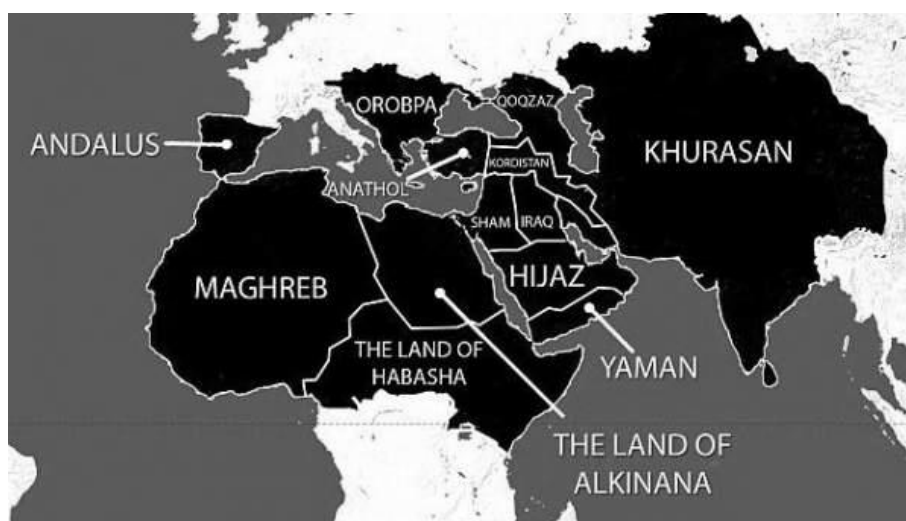 OROBPA
QOQZAZ
ANDALUS
KHURASAN
KORDISTAN
ANATHOL
SHAM
IRAQ
MAGHREB
HIJAZ
THE LAND OF
HABASHA
YAMAN
THE LAND OF
ALKINANA